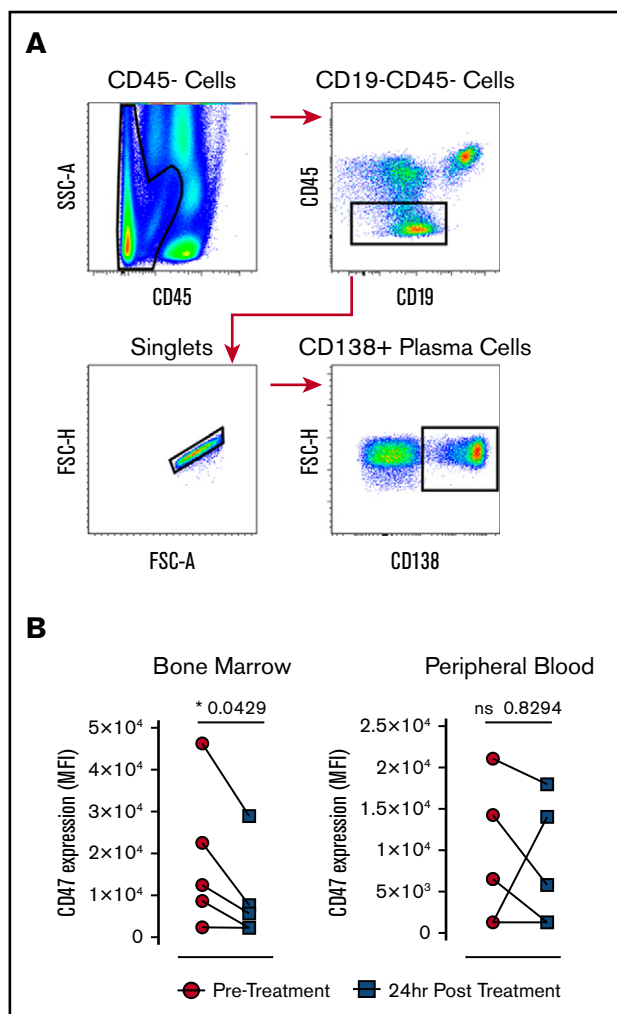 A
CD45- Cells
CD19-CD45- Cells
SSC-A
CD45
CD45
CD19
Singlets
CD138+ Plasma Cells
FSC-H
FSC-A
FSC-H
CD138
B
Bone Marrow
Peripheral Blood
* 0.0429
ns 0.8294
CD47 expression (MFI)
5×10⁴
4×10⁴
3×10⁴
2×10⁴
1×10⁴
0
CD47 expression (MFI)
2.5×10⁴
2×10⁴
1.5×10⁴
1×10⁴
5×10³
0
Pre-Treatment
24hr Post Treatment